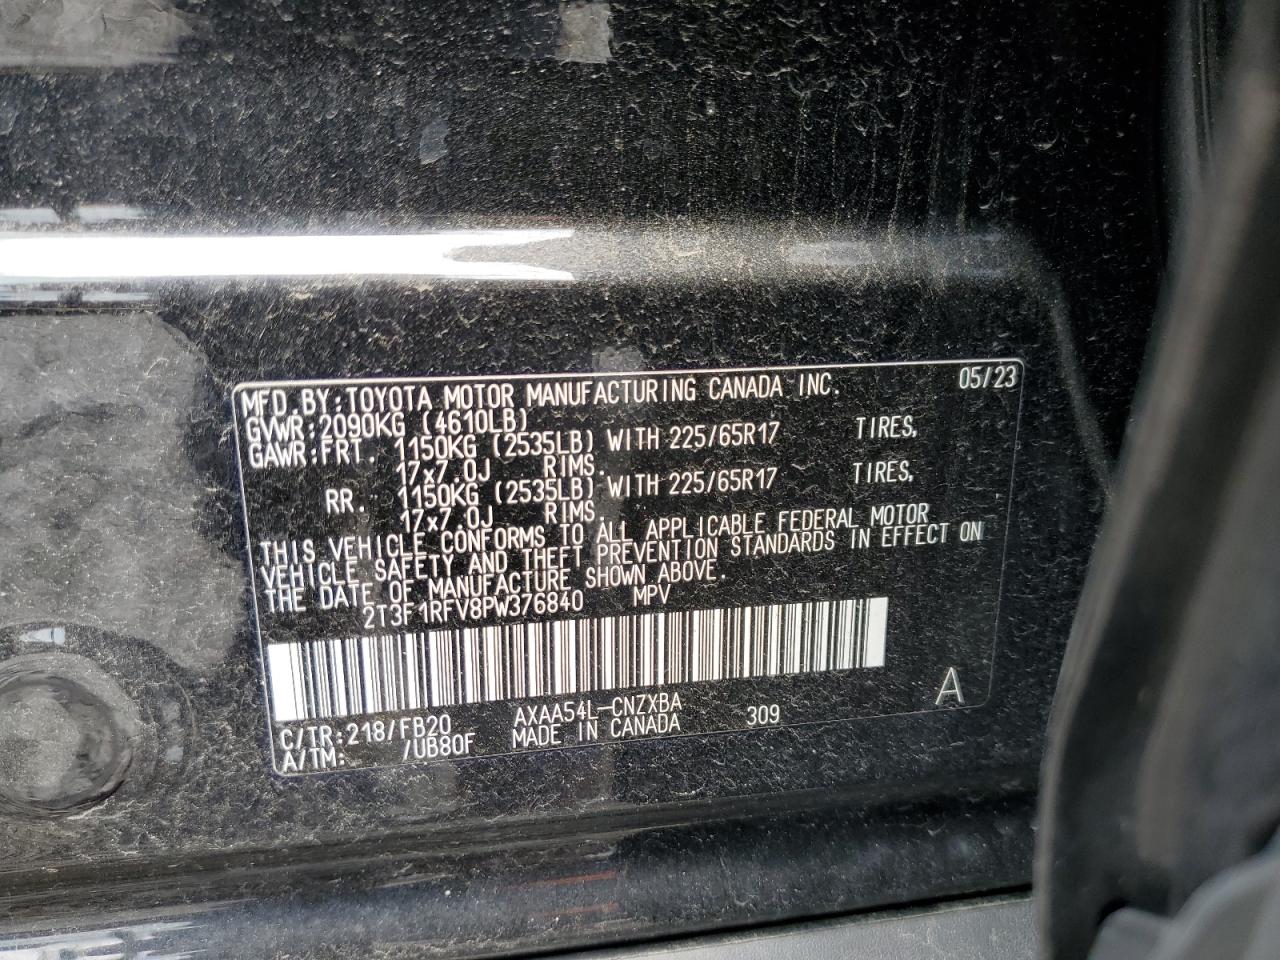 MFD.BY:TOYOTA MOTOR MANUFACTURING CANADA INC. 05/23
GVWR:2090KG (4610LB)
GAWR:FRT. 1150KG (2535LB) WITH 225/65R17 TIRES,
17x7.0J RIMS.
RR. 1150KG (2535LB) WITH 225/65R17 TIRES,
17x7.0J RIMS.
THIS VEHICLE CONFORMS TO ALL APPLICABLE FEDERAL MOTOR
VEHICLE SAFETY AND THEFT PREVENTION STANDARDS IN EFFECT ON
THE DATE OF MANUFACTURE SHOWN ABOVE.
2T3F1RFV8PW376840 MPV
A
C/TR:218/FB20 AXAA54L-CNZXBA 309
A/TM: /UB80F MADE IN CANADA